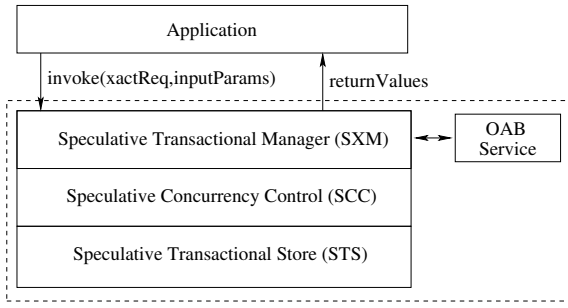 Application
invoke(xactReq,inputParams)
returnValues
Speculative Transactional Manager (SXM)
OAB
Service
Speculative Concurrency Control (SCC)
Speculative Transactional Store (STS)